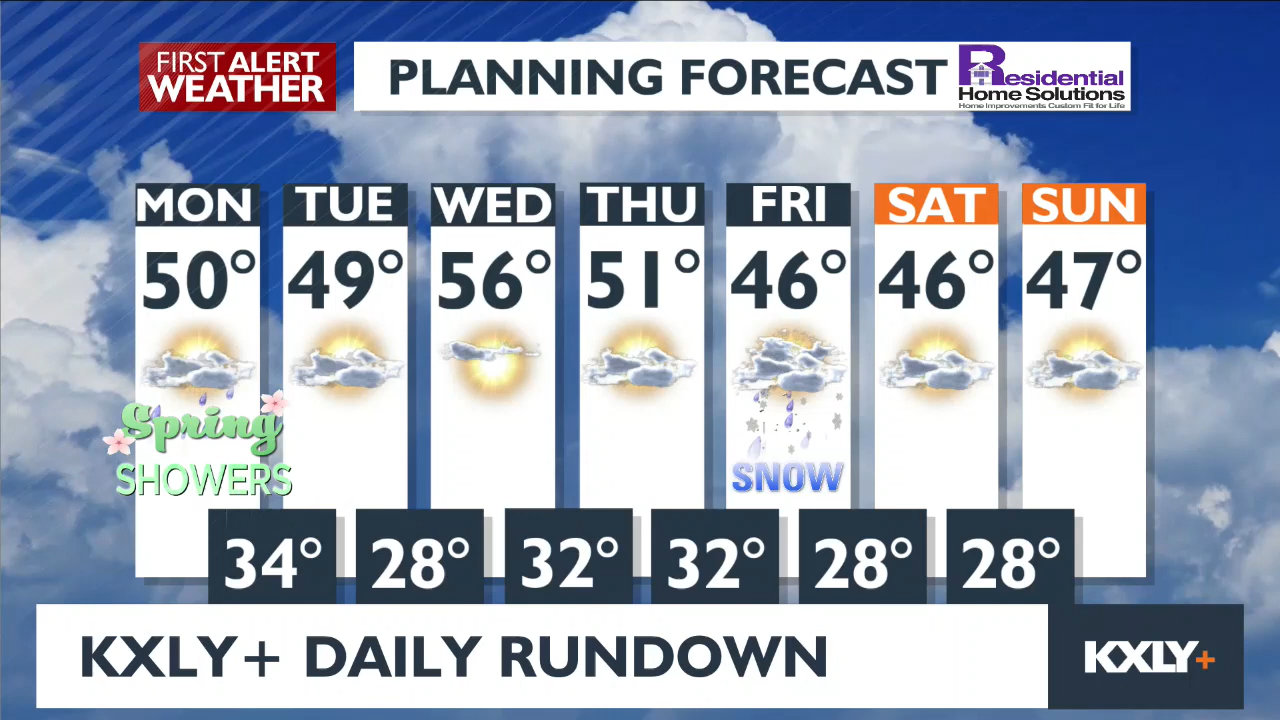 FIRST ALERT
WEATHER
PLANNING FORECAST
Residential
Home Solutions
Home Improvements Custom Fit for Life
MON TUE WED THU FRI SAT SUN
50° 49° 56° 51° 46° 46° 47°
Spring
SHOWERS
SNOW
34° 28° 32° 32° 28° 28°
KXLY+ DAILY RUNDOWN
KXLY+